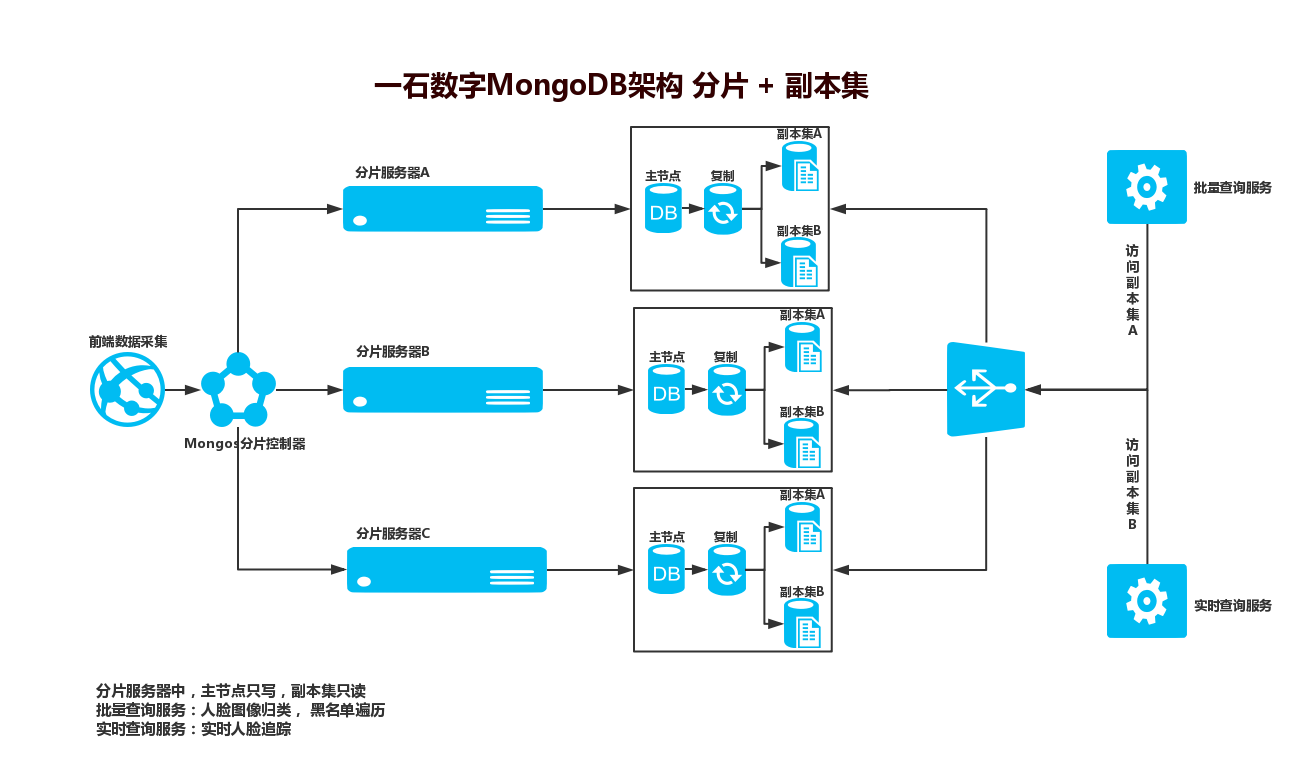 一石数字MongoDB架构 分片 + 副本集
分片服务器A
主节点
复制
副本集A
DB
副本集B
批量查询服务
访问副本集A
前端数据采集
Mongos分片控制器
分片服务器B
主节点
复制
副本集A
DB
副本集B
访问副本集B
分片服务器C
主节点
复制
副本集A
DB
副本集B
实时查询服务
分片服务器中，主节点只写，副本集只读
批量查询服务：人脸图像归类， 黑名单遍历
实时查询服务：实时人脸追踪